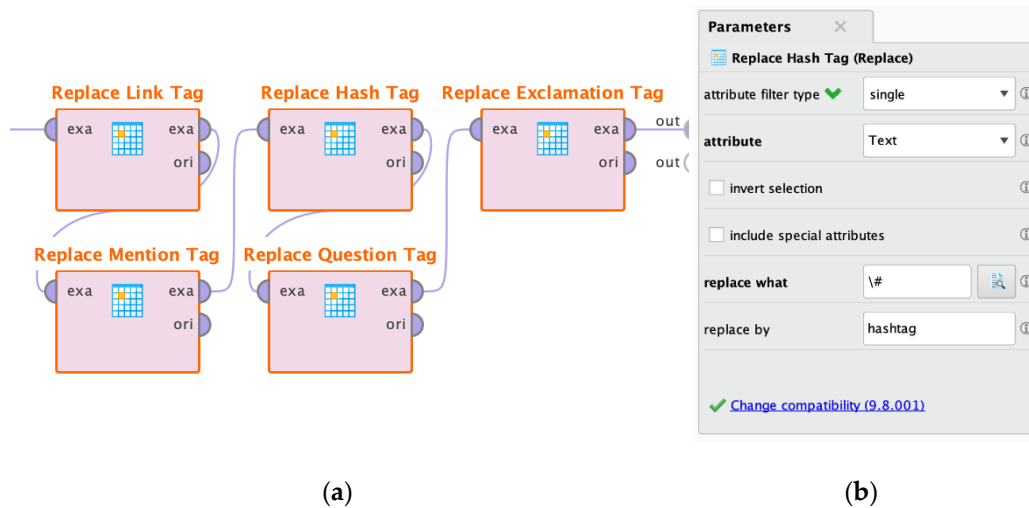 Replace Link Tag
exa
exa
ori
Replace Hash Tag
exa
exa
ori
Replace Exclamation Tag
exa
exa
ori
out
out
Replace Mention Tag
exa
exa
ori
Replace Question Tag
exa
exa
ori
(a)
Parameters
Replace Hash Tag (Replace)
attribute filter type single
attribute Text
invert selection
include special attributes
replace what \#
replace by hashtag
Change compatibility (9.8.001)
(b)